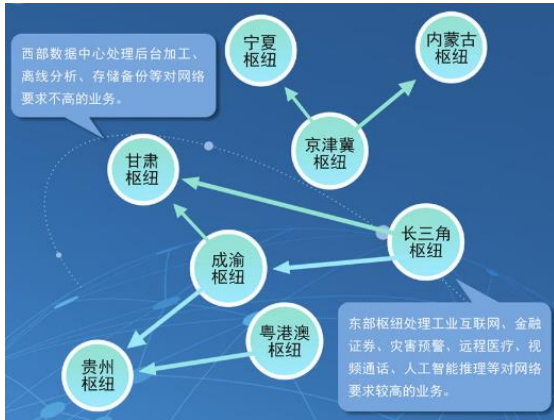 西部数据中心处理后台加工、
离线分析、存储备份等对网络
要求不高的业务。
宁夏
枢纽
内蒙古
枢纽
京津冀
枢纽
甘肃
枢纽
长三角
枢纽
成渝
枢纽
粤港澳
枢纽
贵州
枢纽
东部枢纽处理工业互联网、金融
证券、灾害预警、远程医疗、视
频通话、人工智能推理等对网络
要求较高的业务。